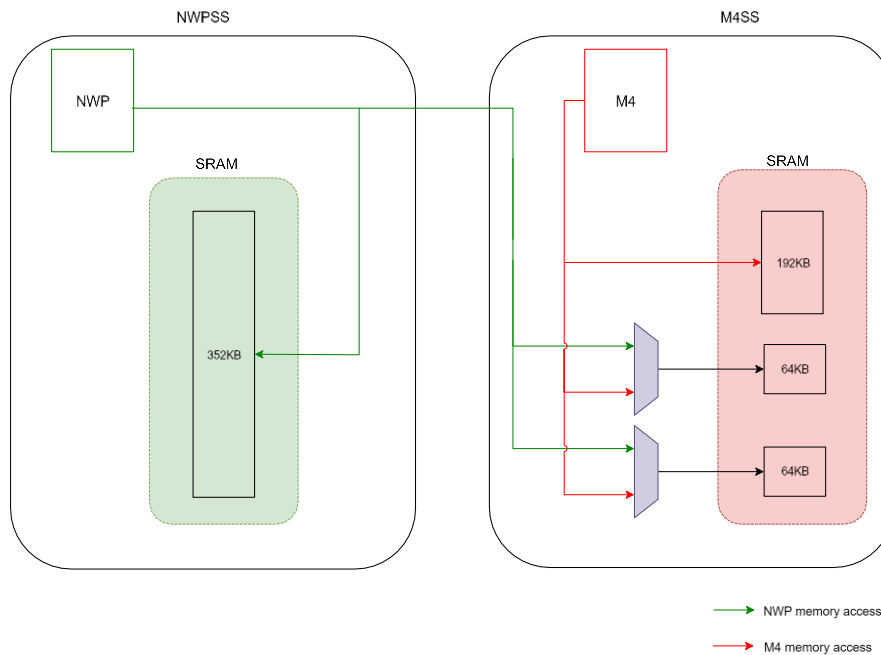 NWPSS
M4SS
NWP
M4
SRAM
SRAM
192KB
352KB
64KB
64KB
NWP memory access
M4 memory access